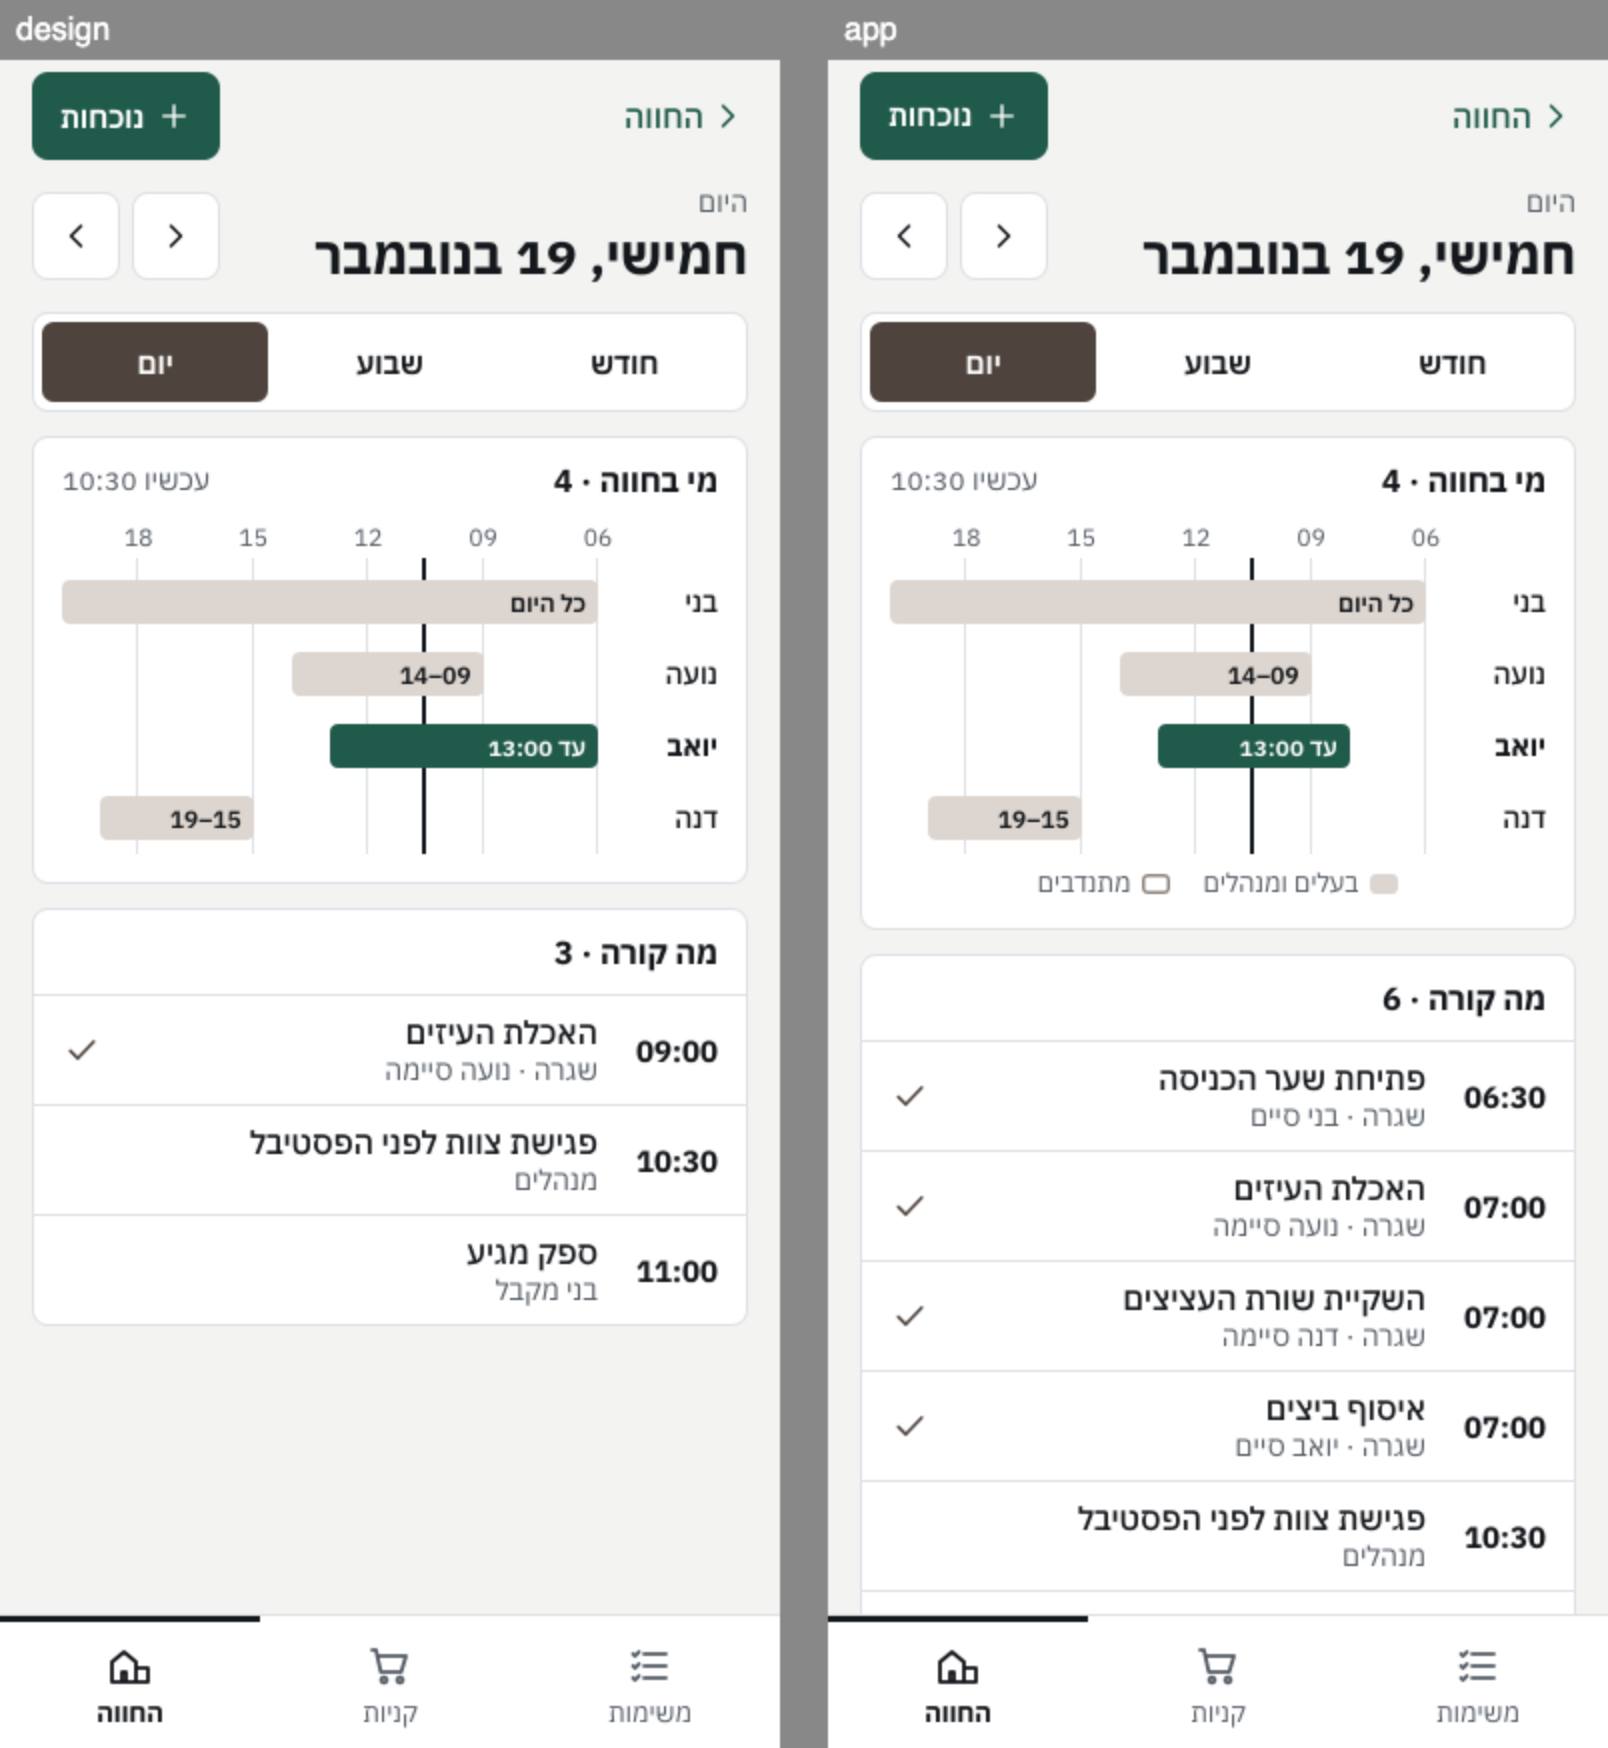 design
החווה
+ נוכחות
היום
חמישי, 19 בנובמבר
חודש
שבוע
יום
מי בחווה · 4
עכשיו 10:30
06
09
12
15
18
בני
כל היום
נועה
14–09
יואב
עד 13:00
דנה
19–15
מה קורה · 3
09:00
האכלת העיזים
שגרה · נועה סיימה
10:30
פגישת צוות לפני הפסטיבל
מנהלים
11:00
ספק מגיע
בני מקבל
משימות
קניות
החווה
app
החווה
+ נוכחות
היום
חמישי, 19 בנובמבר
חודש
שבוע
יום
מי בחווה · 4
עכשיו 10:30
06
09
12
15
18
בני
כל היום
נועה
14–09
יואב
עד 13:00
דנה
19–15
בעלים ומנהלים
מתנדבים
מה קורה · 6
06:30
פתיחת שער הכניסה
שגרה · בני סיים
07:00
האכלת העיזים
שגרה · נועה סיימה
07:00
השקיית שורת העציצים
שגרה · דנה סיימה
07:00
איסוף ביצים
שגרה · יואב סיים
10:30
פגישת צוות לפני הפסטיבל
מנהלים
משימות
קניות
החווה